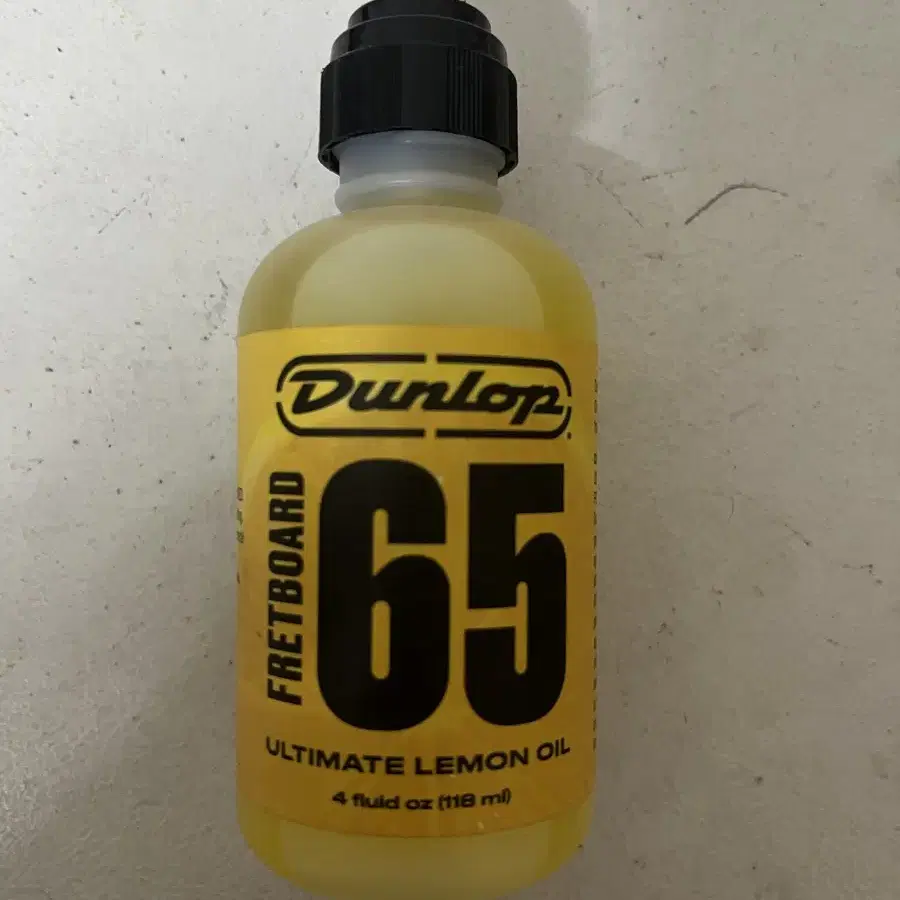 Dunlop
FRETBOARD
65
ULTIMATE LEMON OIL
4 fluid oz (118 ml)